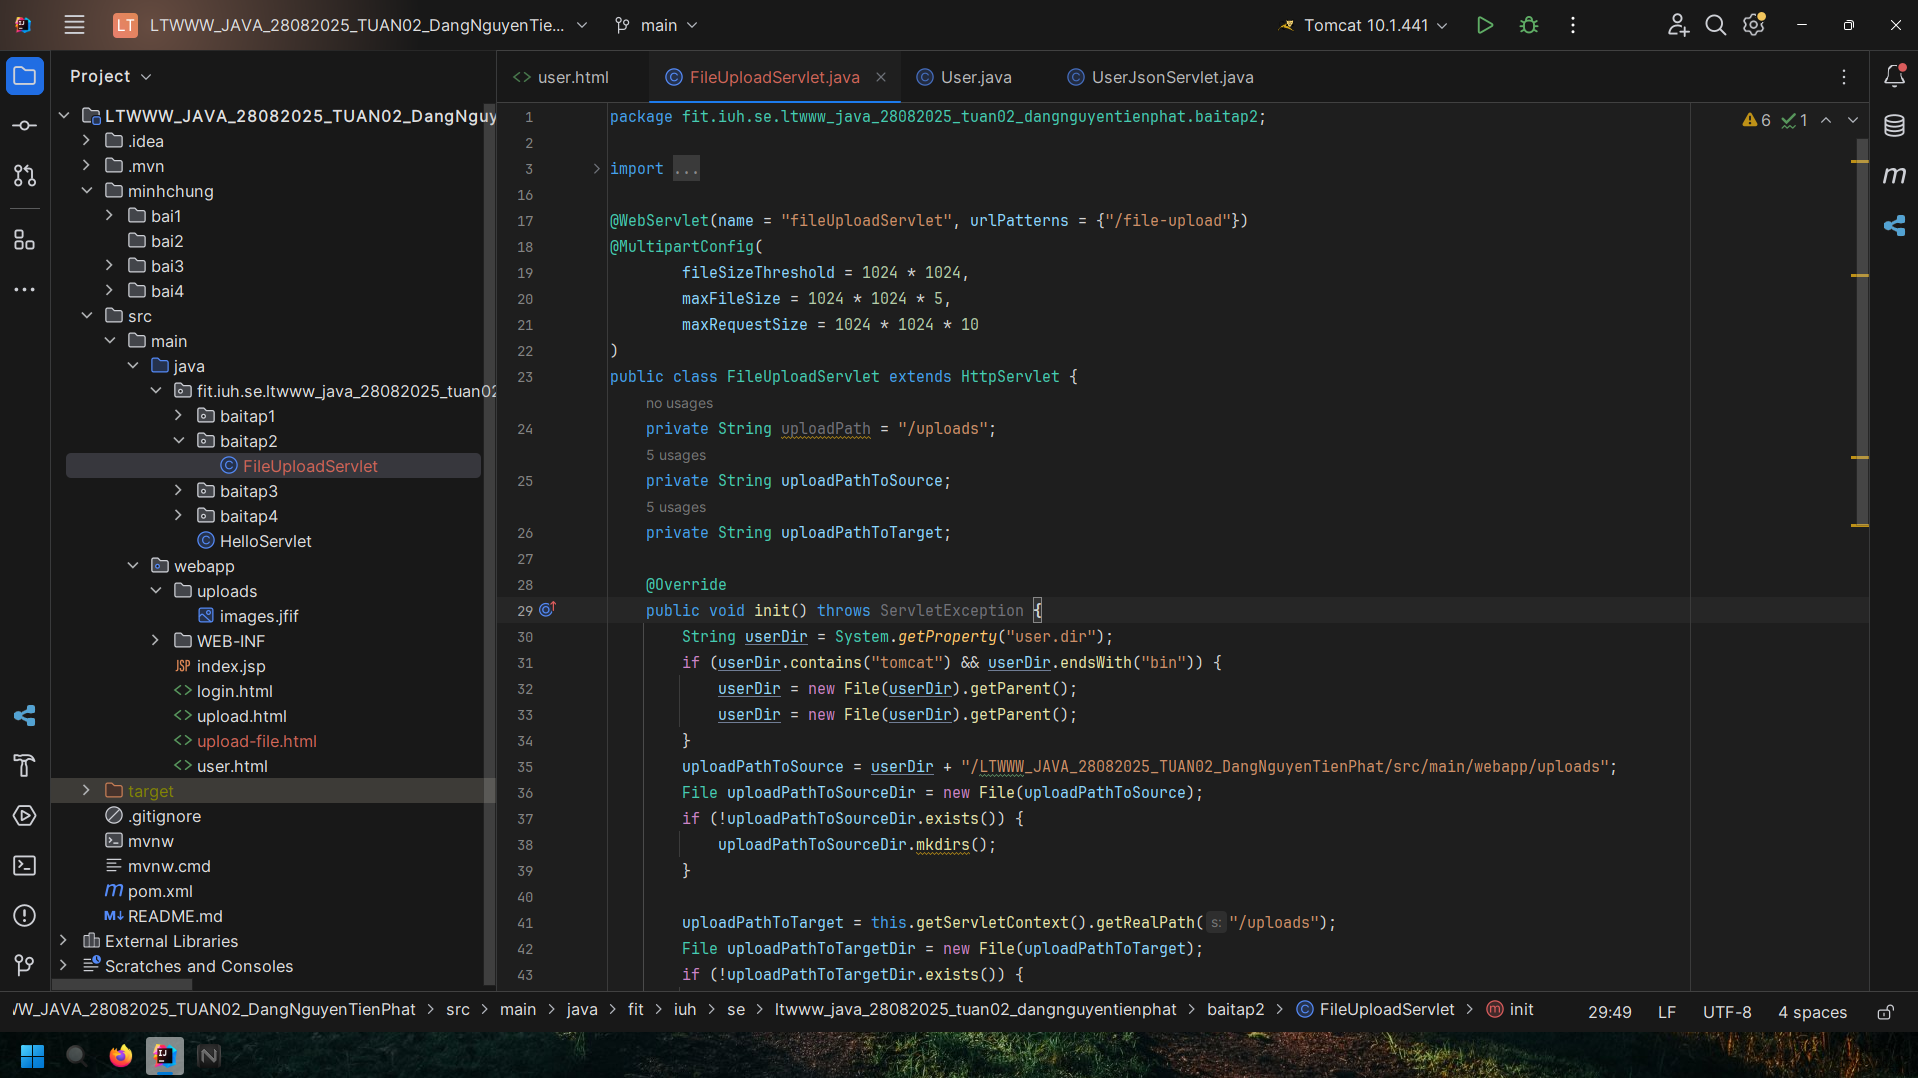 LT LTWWW_JAVA_28082025_TUAN02_DangNguyenTie... main Tomcat 10.1.441
Project
LTWWW_JAVA_28082025_TUAN02_DangNguy
.idea
.mvn
minhchung
bai1
bai2
bai3
bai4
src
main
java
fit.iuh.se.ltwww_java_28082025_tuan02
baitap1
baitap2
FileUploadServlet
baitap3
baitap4
HelloServlet
webapp
uploads
images.jfif
WEB-INF
JSP index.jsp
login.html
upload.html
upload-file.html
user.html
target
.gitignore
mvnw
mvnw.cmd
m pom.xml
M↓ README.md
External Libraries
Scratches and Consoles
user.html FileUploadServlet.java User.java UserJsonServlet.java
6 1
1 package fit.iuh.se.ltwww_java_28082025_tuan02_dangnguyentienphat.baitap2;
2
3 import ...
16
17 @WebServlet(name = "fileUploadServlet", urlPatterns = {"/file-upload"})
18 @MultipartConfig(
19 fileSizeThreshold = 1024 * 1024,
20 maxFileSize = 1024 * 1024 * 5,
21 maxRequestSize = 1024 * 1024 * 10
22 )
23 public class FileUploadServlet extends HttpServlet {
no usages
24 private String uploadPath = "/uploads";
5 usages
25 private String uploadPathToSource;
5 usages
26 private String uploadPathToTarget;
27
28 @Override
29 public void init() throws ServletException {
30 String userDir = System.getProperty("user.dir");
31 if (userDir.contains("tomcat") && userDir.endsWith("bin")) {
32 userDir = new File(userDir).getParent();
33 userDir = new File(userDir).getParent();
34 }
35 uploadPathToSource = userDir + "/LTWWW_JAVA_28082025_TUAN02_DangNguyenTienPhat/src/main/webapp/uploads";
36 File uploadPathToSourceDir = new File(uploadPathToSource);
37 if (!uploadPathToSourceDir.exists()) {
38 uploadPathToSourceDir.mkdirs();
39 }
40
41 uploadPathToTarget = this.getServletContext().getRealPath( s: "/uploads");
42 File uploadPathToTargetDir = new File(uploadPathToTarget);
43 if (!uploadPathToTargetDir.exists()) {
m
W_JAVA_28082025_TUAN02_DangNguyenTienPhat > src > main > java > fit > iuh > se > ltwww_java_28082025_tuan02_dangnguyentienphat > baitap2 > FileUploadServlet > init 29:49 LF UTF-8 4 spaces